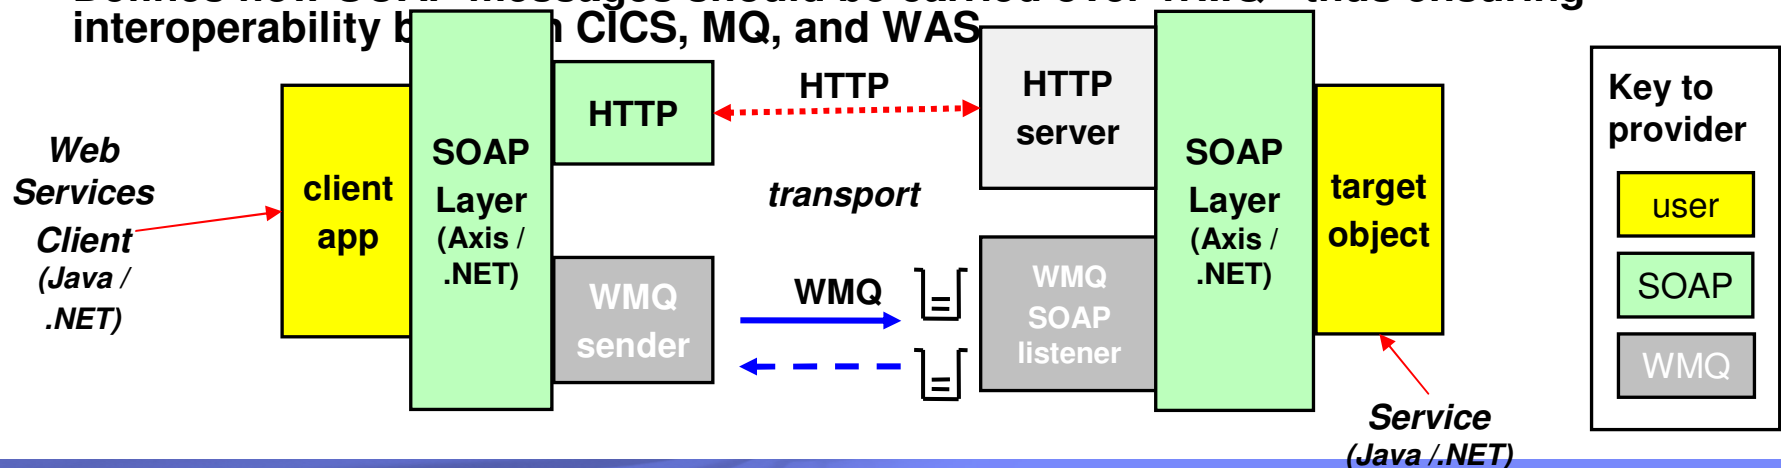 interoperability CICS, MQ, and WAS
Web
Services
Client
(Java /
.NET)
client
app
SOAP
Layer
(Axis /
.NET)
HTTP
WMQ
sender
HTTP
transport
WMQ
HTTP
server
WMQ
SOAP
listener
SOAP
Layer
(Axis /
.NET)
target
object
Service
(Java /.NET)
Key to
provider
user
SOAP
WMQ